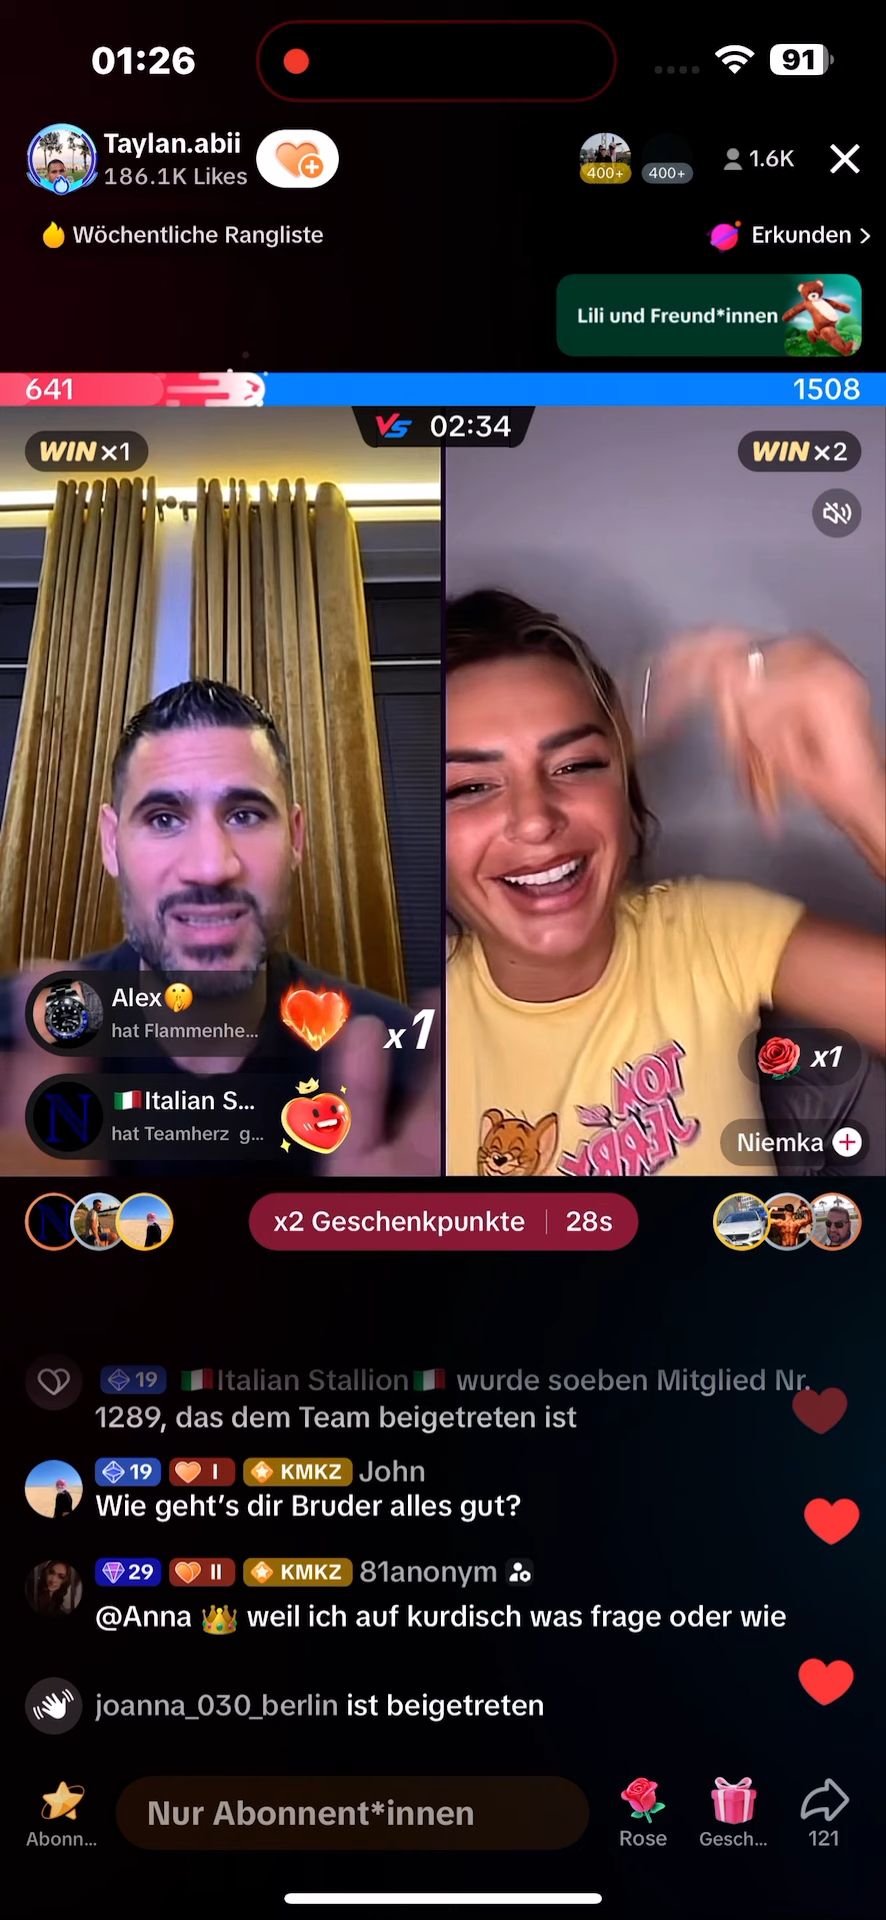 01:26
91
Taylan.abii
186.1K Likes
400+
400+
1.6K
Wöchentliche Rangliste
Erkunden >
Lili und Freund*innen
641
1508
VS 02:34
WIN x1
WIN x2
Alex
hat Flammenhe...
x1
x1
Italian S...
hat Teamherz g...
Niemka
x2 Geschenkpunkte | 28s
19 Italian Stallion wurde soeben Mitglied Nr.
1289, das dem Team beigetreten ist
19 I KMKZ John
Wie geht's dir Bruder alles gut?
29 II KMKZ 81anonym
@Anna 👑 weil ich auf kurdisch was frage oder wie
joanna_030_berlin ist beigetreten
Nur Abonnent*innen
Abonn...
Rose
Gesch...
121